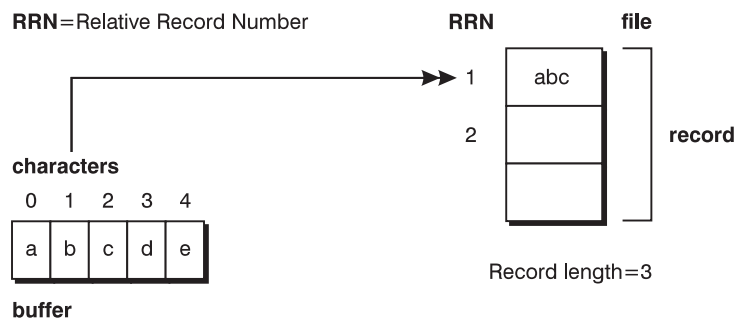 RRN=Relative Record Number
RRN file
1 abc
2
record
characters
0 1 2 3 4
a b c d e
Record length=3
buffer